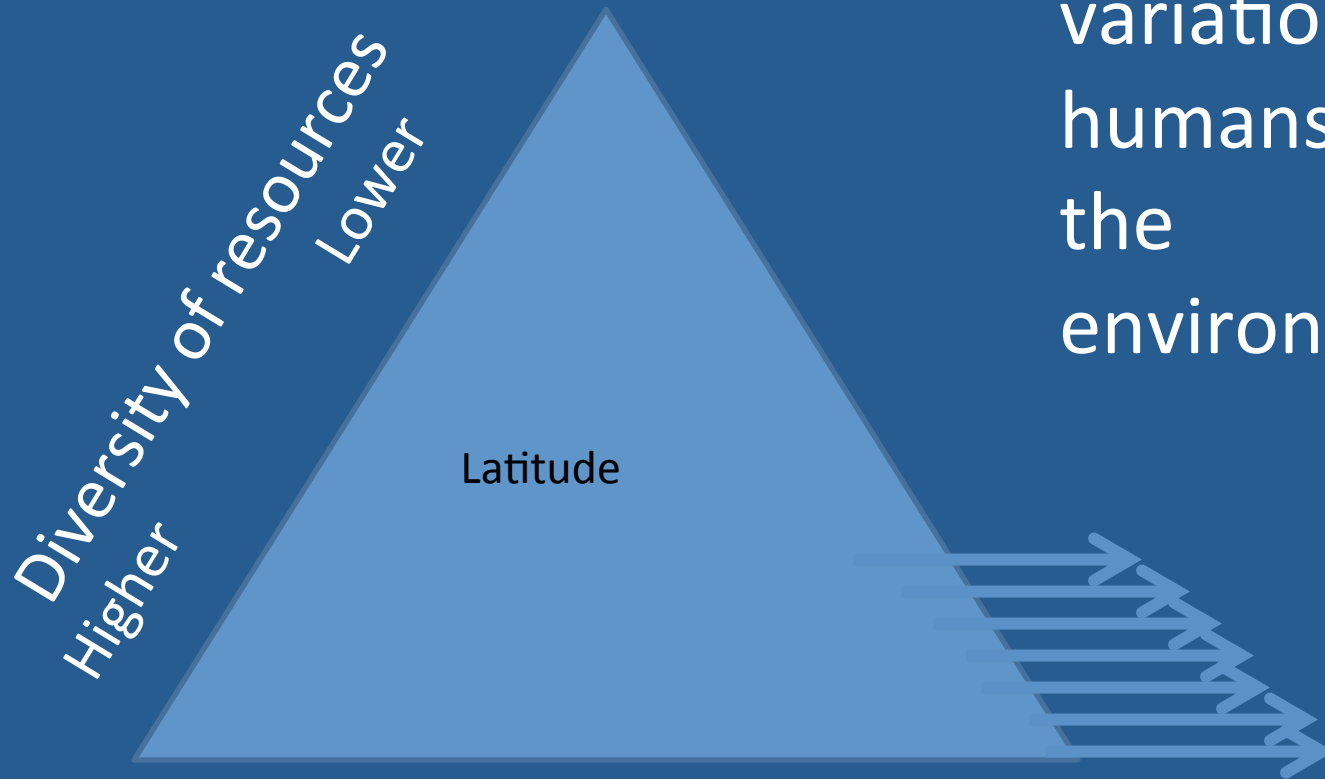 Diversity of resources
Lower
Higher
Latitude
humans
the